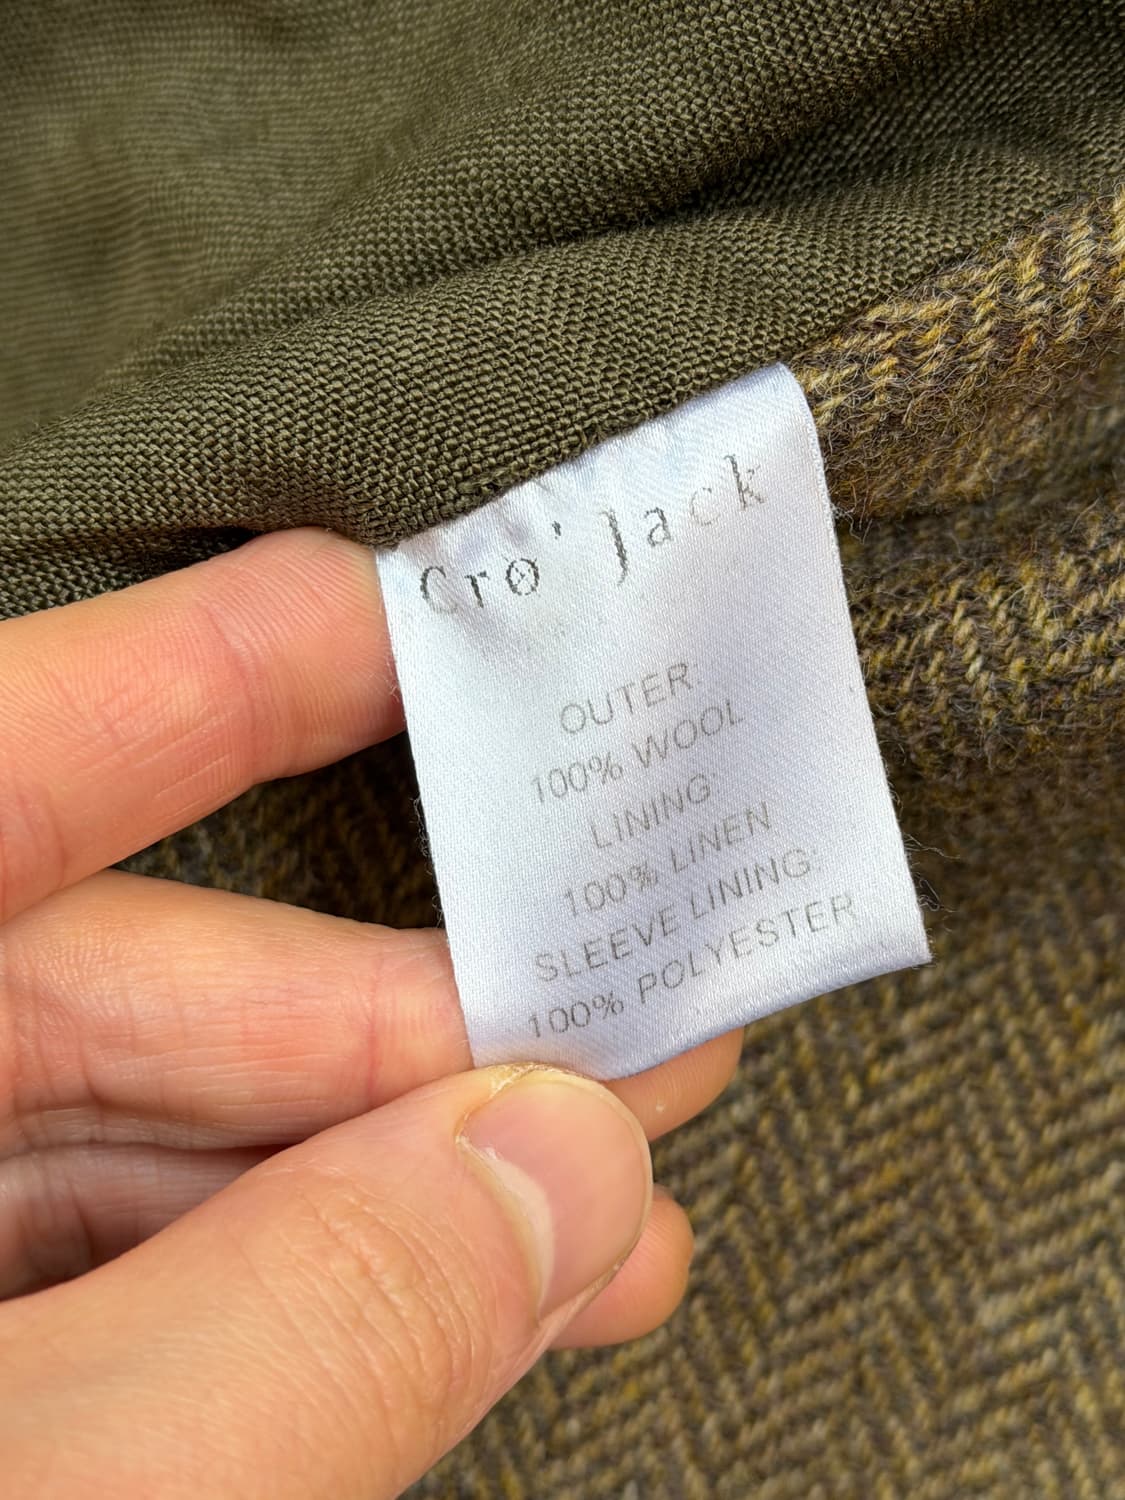 Crø' Jack
OUTER:
100% WOOL
LINING:
100% LINEN
SLEEVE LINING:
100% POLYESTER